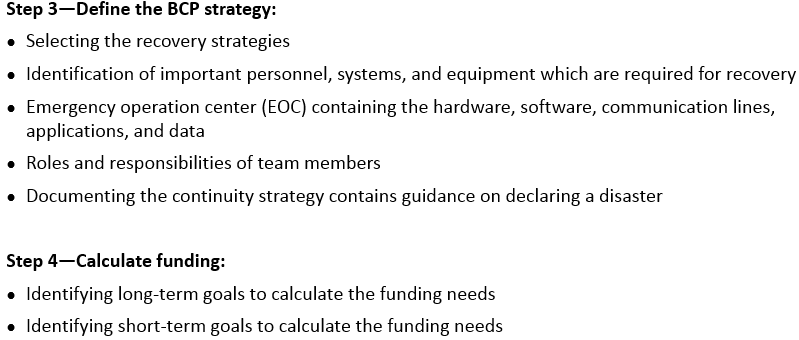 Step 3—Define the BCP strategy:
• Selecting the recovery strategies
• Identification of important personnel, systems, and equipment which are required for recovery
• Emergency operation center (EOC) containing the hardware, software, communication lines,
applications, and data
• Roles and responsibilities of team members
• Documenting the continuity strategy contains guidance on declaring a disaster
Step 4—Calculate funding:
• Identifying long-term goals to calculate the funding needs
• Identifying short-term goals to calculate the funding needs